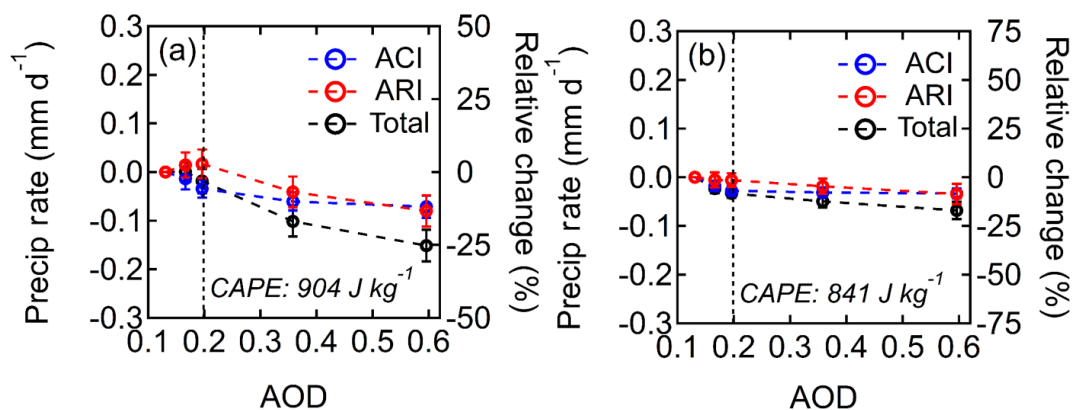 (a)
Precip rate (mm d⁻¹)
0.3
0.2
0.1
0.0
-0.1
-0.2
-0.3
ACI
ARI
Total
CAPE: 904 J kg⁻¹
50
25
0
-25
-50
Relative change (%)
0.1 0.2 0.3 0.4 0.5 0.6
AOD
(b)
Precip rate (mm d⁻¹)
0.3
0.2
0.1
0.0
-0.1
-0.2
-0.3
ACI
ARI
Total
CAPE: 841 J kg⁻¹
75
50
25
0
-25
-50
-75
Relative change (%)
0.1 0.2 0.3 0.4 0.5 0.6
AOD